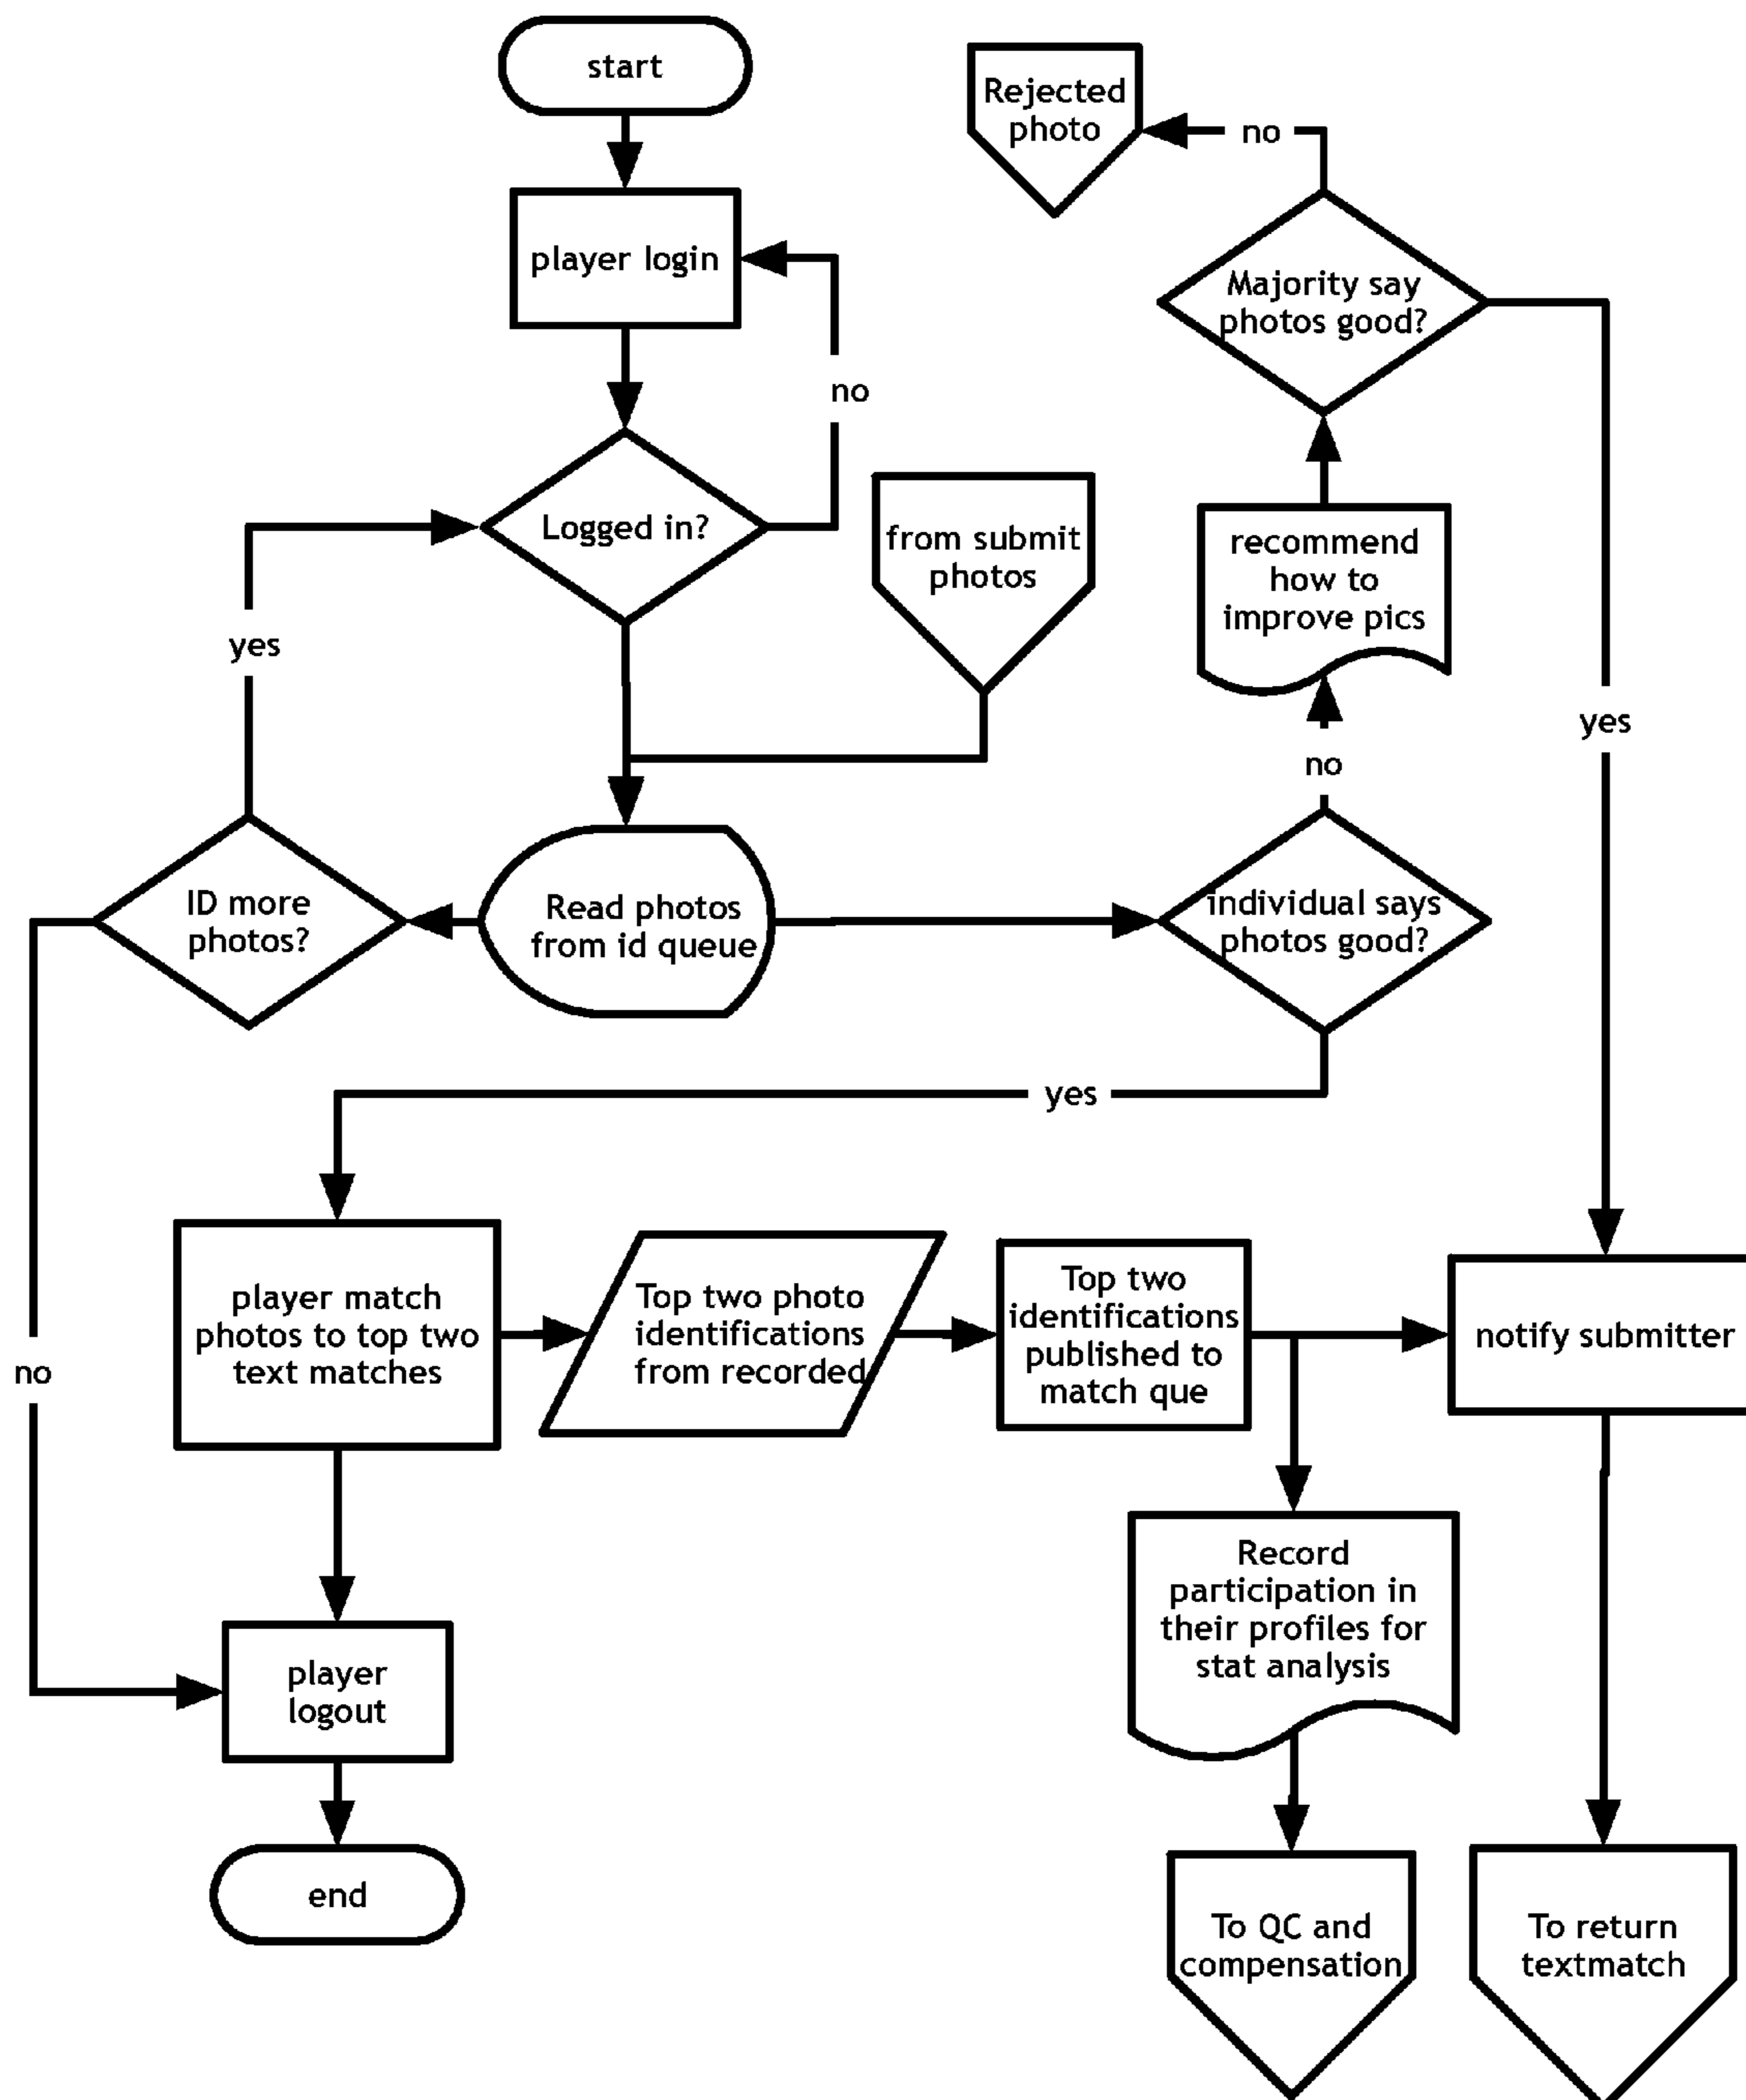 start
Rejected
photo
no
player login
Majority say
photos good?
no
Logged in?
from submit
photos
recommend
how to
improve pics
yes
yes
no
ID more
photos?
Read photos
from id queue
individual says
photos good?
yes
player match
photos to top two
text matches
Top two photo
identifications
from recorded
Top two
identifications
published to
match que
notify submitter
no
Record
participation in
their profiles for
stat analysis
player
logout
end
To QC and
compensation
To return
textmatch